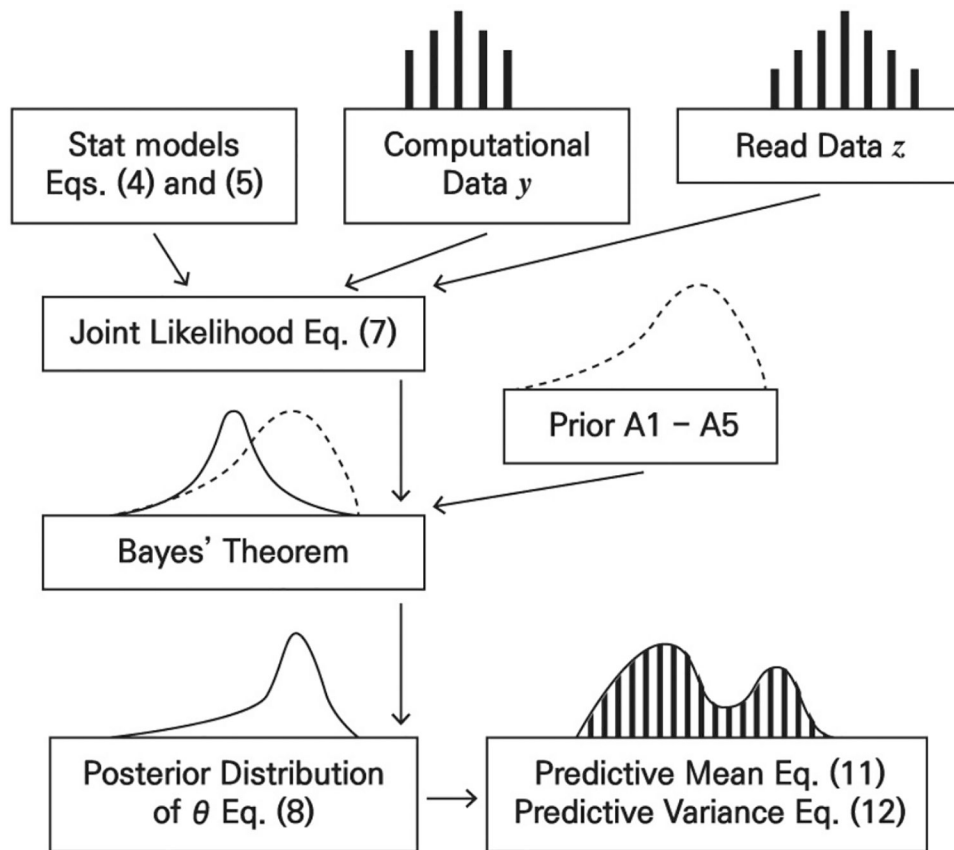 Stat models
Eqs. (4) and (5)
Computational
Data y
Read Data z
Joint Likelihood Eq. (7)
Prior A1 – A5
Bayes’ Theorem
Posterior Distribution
of θ Eq. (8)
Predictive Mean Eq. (11)
Predictive Variance Eq. (12)